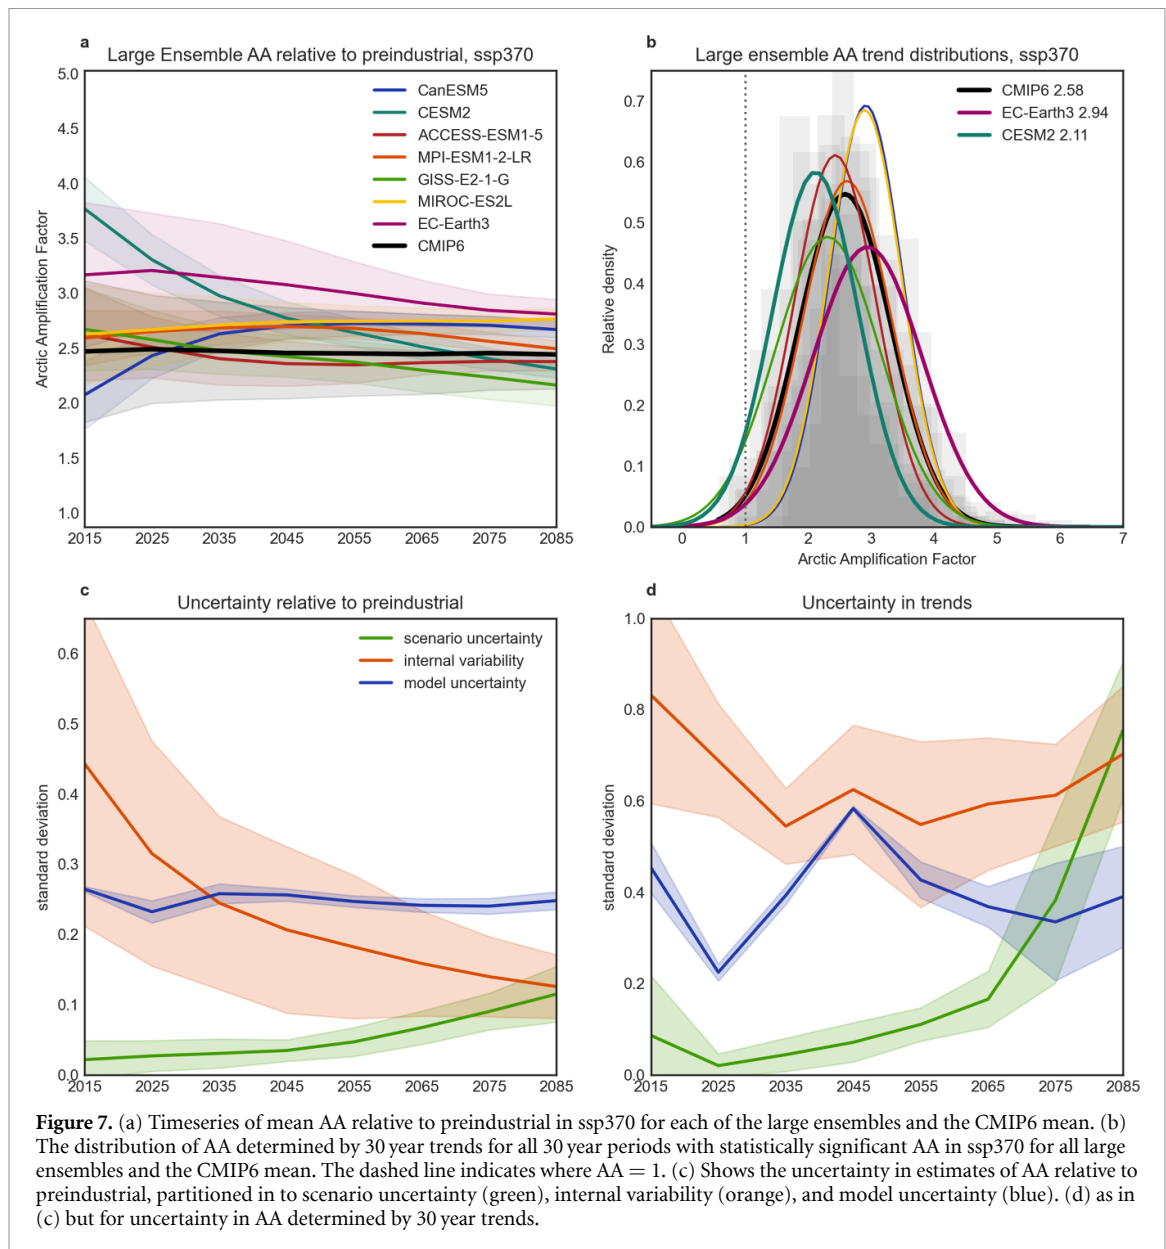 a
Large Ensemble AA relative to preindustrial, ssp370
Arctic Amplification Factor
5.0
4.5
4.0
3.5
3.0
2.5
2.0
1.5
1.0
CanESM5
CESM2
ACCESS-ESM1-5
MPI-ESM1-2-LR
GISS-E2-1-G
MIROC-ES2L
EC-Earth3
CMIP6
2015 2025 2035 2045 2055 2065 2075 2085
b
Large ensemble AA trend distributions, ssp370
Relative density
0.7
0.6
0.5
0.4
0.3
0.2
0.1
0.0
CMIP6 2.58
EC-Earth3 2.94
CESM2 2.11
0 1 2 3 4 5 6 7
Arctic Amplification Factor
c
Uncertainty relative to preindustrial
standard deviation
0.6
0.5
0.4
0.3
0.2
0.1
0.0
scenario uncertainty
internal variability
model uncertainty
2015 2025 2035 2045 2055 2065 2075 2085
d
Uncertainty in trends
standard deviation
1.0
0.8
0.6
0.4
0.2
0.0
2015 2025 2035 2045 2055 2065 2075 2085
Figure 7. (a) Timeseries of mean AA relative to preindustrial in ssp370 for each of the large ensembles and the CMIP6 mean. (b)
The distribution of AA determined by 30 year trends for all 30 year periods with statistically significant AA in ssp370 for all large
ensembles and the CMIP6 mean. The dashed line indicates where AA = 1. (c) Shows the uncertainty in estimates of AA relative to
preindustrial, partitioned in to scenario uncertainty (green), internal variability (orange), and model uncertainty (blue). (d) as in
(c) but for uncertainty in AA determined by 30 year trends.